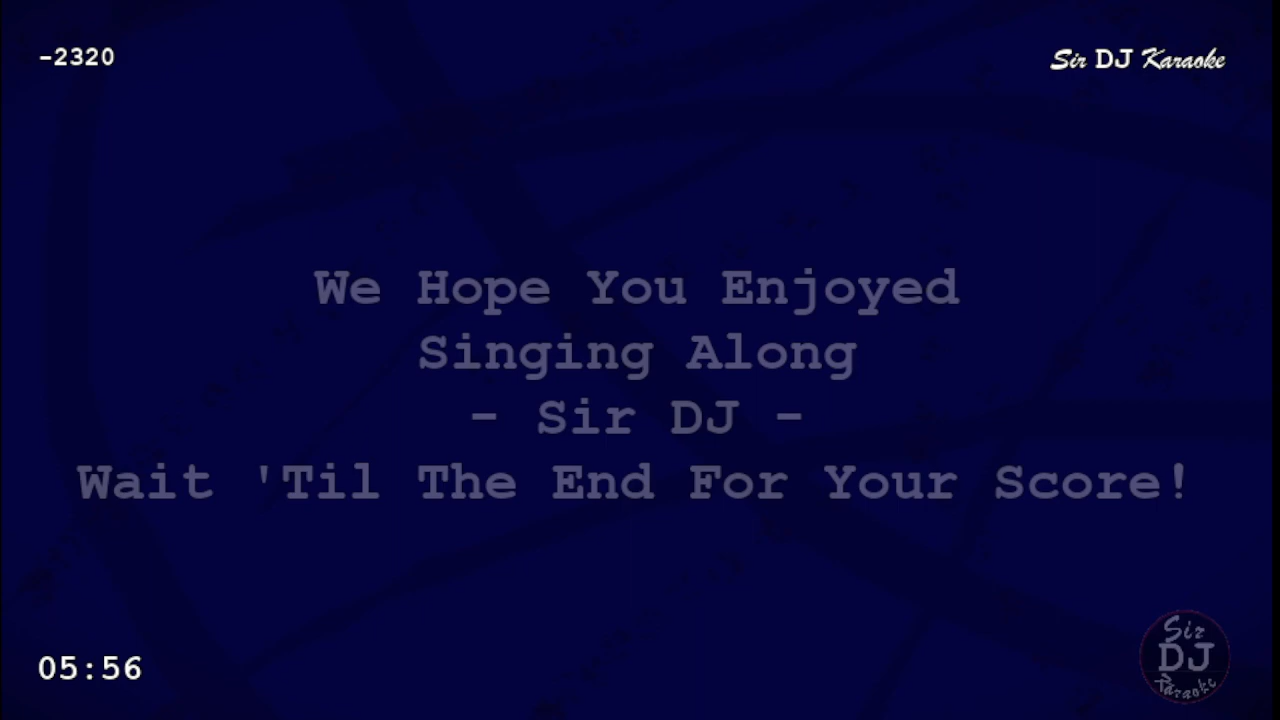 -2320
Sir DJ Karaoke
We Hope You Enjoyed
Singing Along
- Sir DJ -
Wait 'Til The End For Your Score!
05:56
Sir
DJ
Karaoke